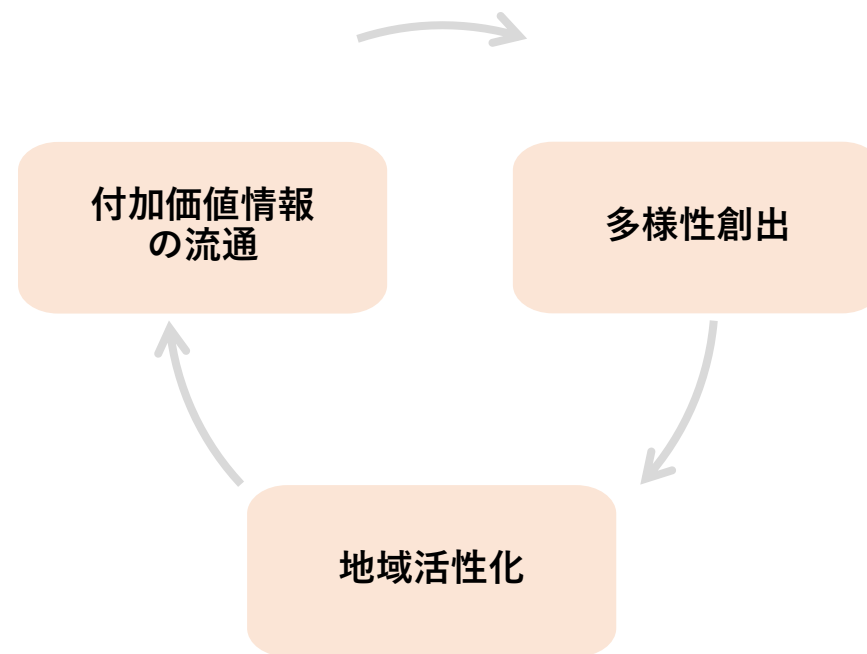 付加価値情報
の流通
多様性創出
地域活性化